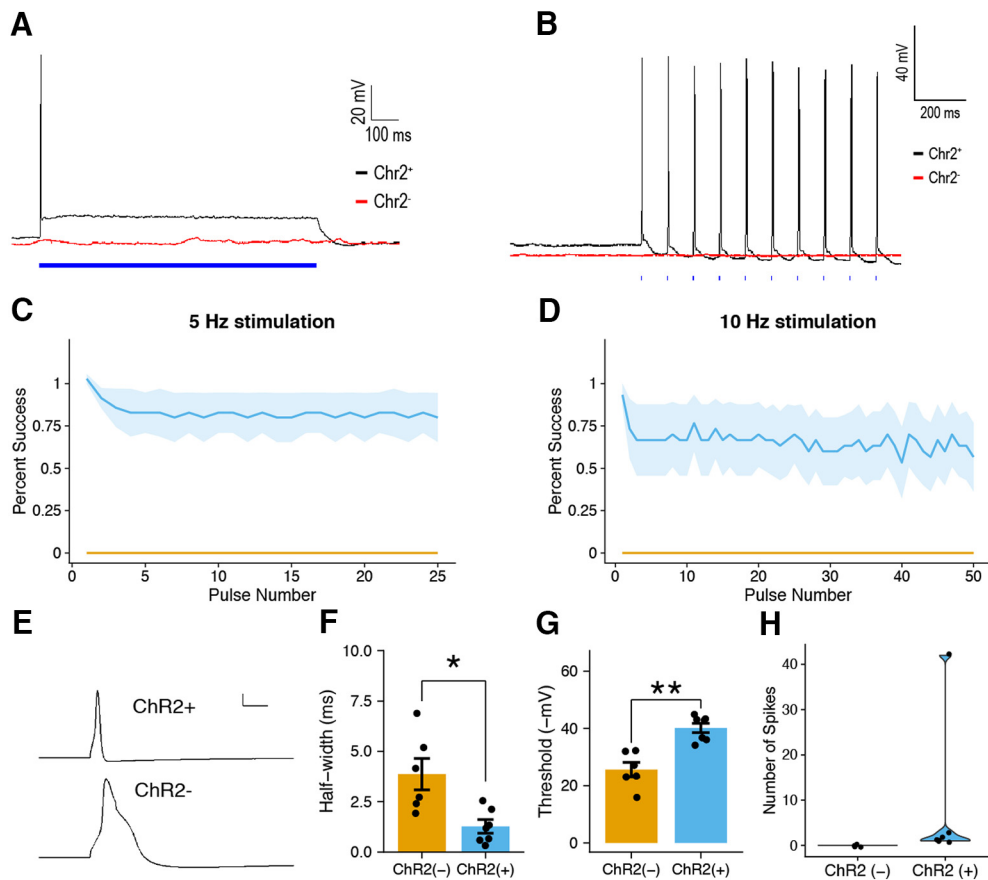 A
20 mV
100 ms
Chr2+
Chr2-
B
40 mV
200 ms
Chr2+
Chr2-
C
5 Hz stimulation
Percent Success
1
0.75
0.5
0.25
0
0 5 10 15 20 25
Pulse Number
D
10 Hz stimulation
Percent Success
1
0.75
0.5
0.25
0
0 10 20 30 40 50
Pulse Number
E
ChR2+
ChR2-
F
Half-width (ms)
10.0
7.5
5.0
2.5
0
*
ChR2(-) ChR2(+)
G
Threshold (-mV)
60
40
20
0
**
ChR2(-) ChR2(+)
H
Number of Spikes
40
30
20
10
0
ChR2 (-) ChR2 (+)